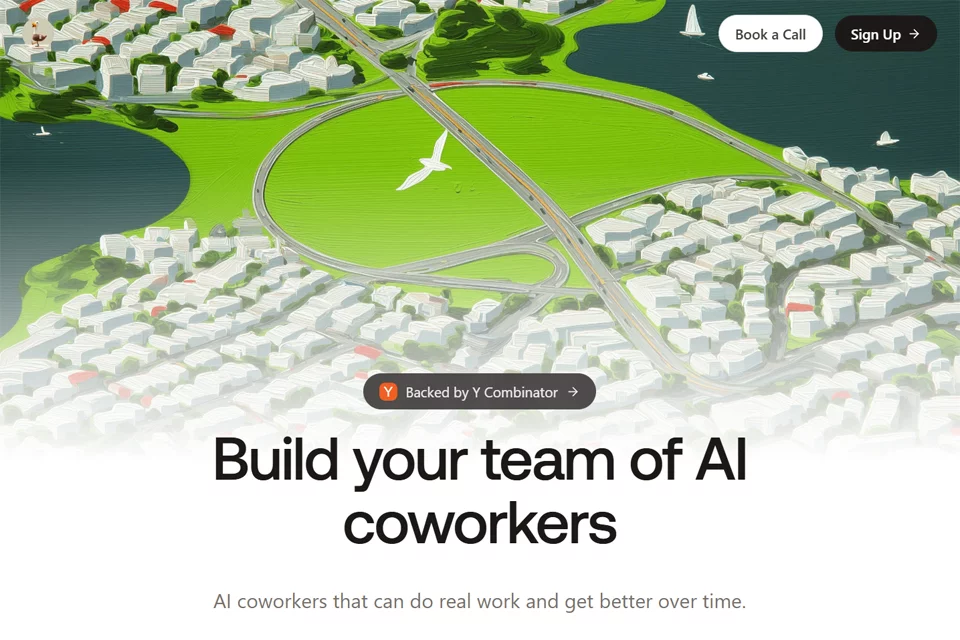 Book a Call
Sign Up →
Y Backed by Y Combinator →
Build your team of AI
coworkers
AI coworkers that can do real work and get better over time.